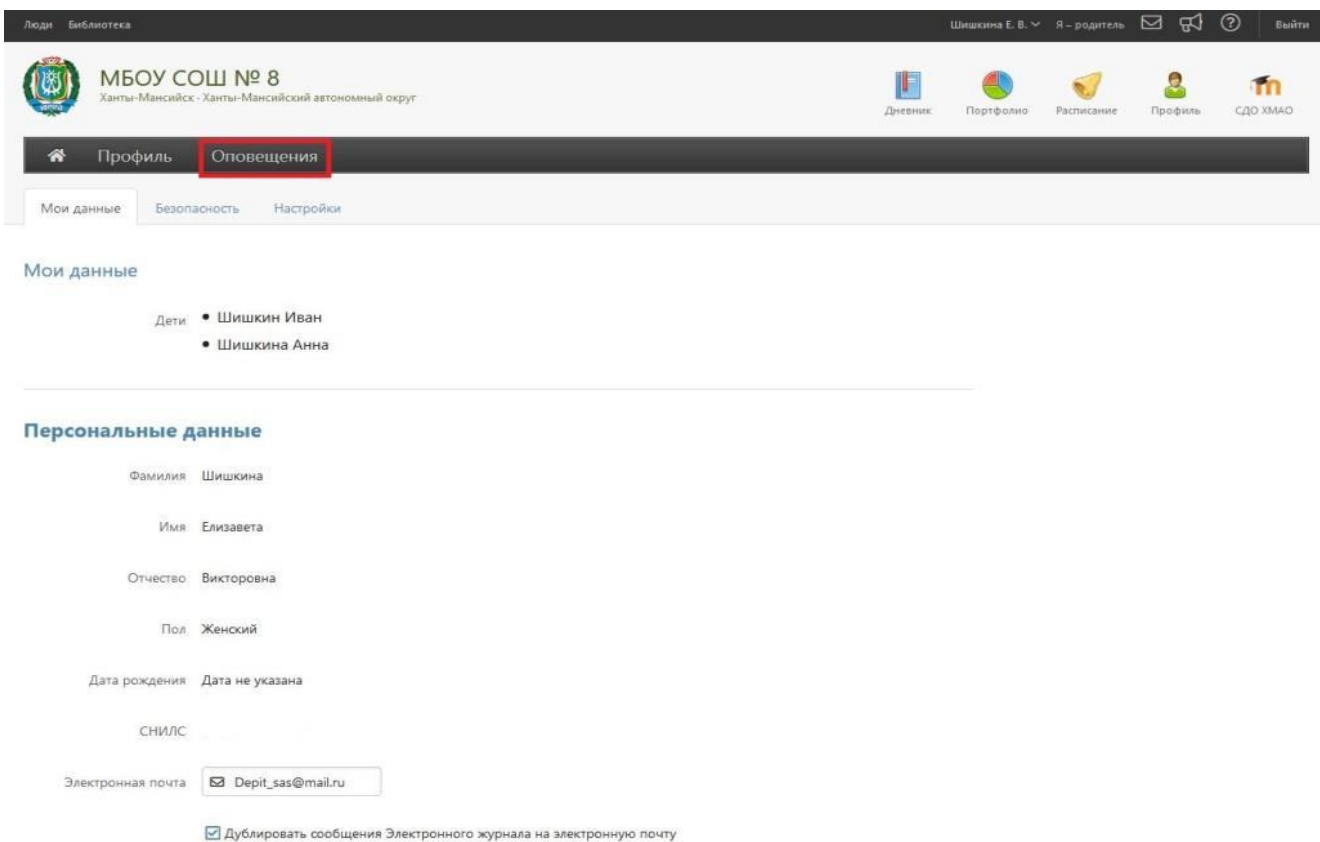 Люди Библиотека Шишкина Е. В. Я – родитель Выйти
МБОУ СОШ № 8
Ханты-Мансийск - Ханты-Мансийский автономный округ
Дневник Портфолио Расписание Профиль СДО ХМАО
Профиль Оповещения
Мои данные Безопасность Настройки
Мои данные
Дети • Шишкин Иван
• Шишкина Анна
Персональные данные
Фамилия Шишкина
Имя Елизавета
Отчество Викторовна
Пол Женский
Дата рождения Дата не указана
СНИЛС
Электронная почта Depit_sas@mail.ru
Дублировать сообщения Электронного журнала на электронную почту